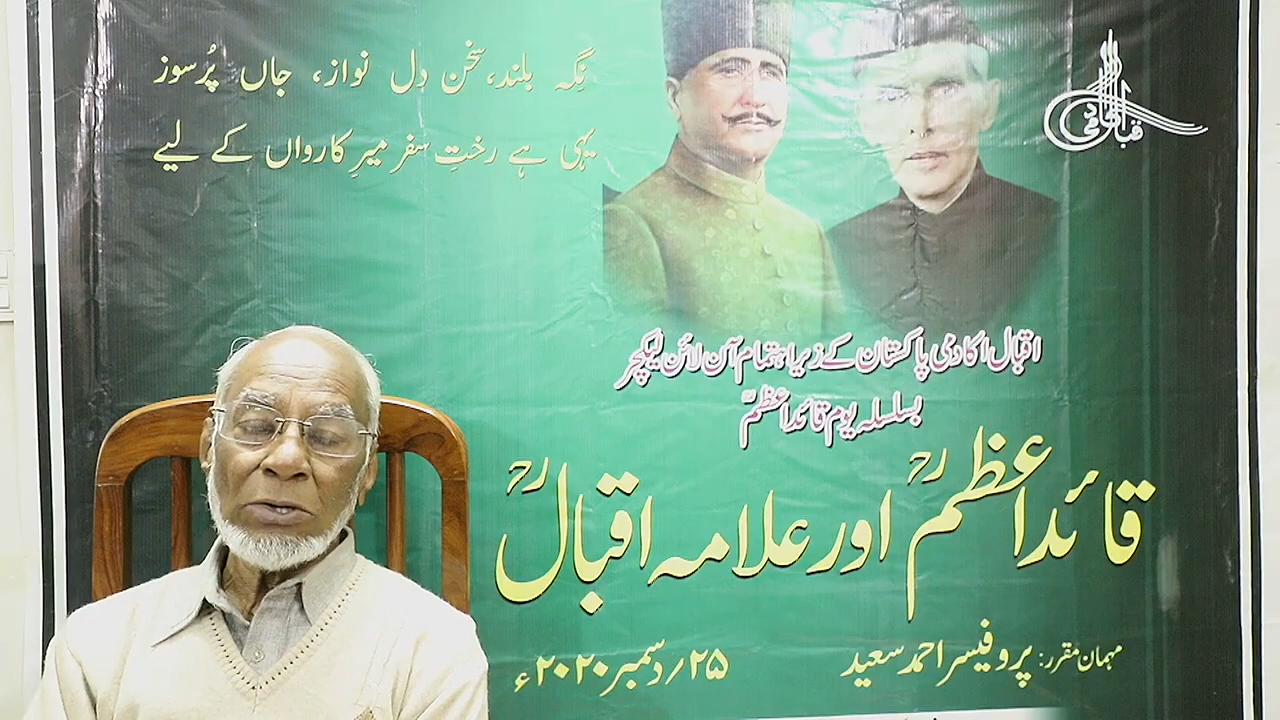 نِگہ بلند، سخن دل نواز، جاں پُرسوز
یہی ہے رختِ سفر میرِ کارواں کے لیے
اقبال اکادمی پاکستان کے زیر اہتمام آن لائن لیکچر
بسلسلہ یوم قائداعظمؒ
قائداعظمؒ اور علامہ اقبالؒ
مہمان مقرر: پروفیسر احمد سعید
۲۵؍دسمبر ۲۰۲۰ء